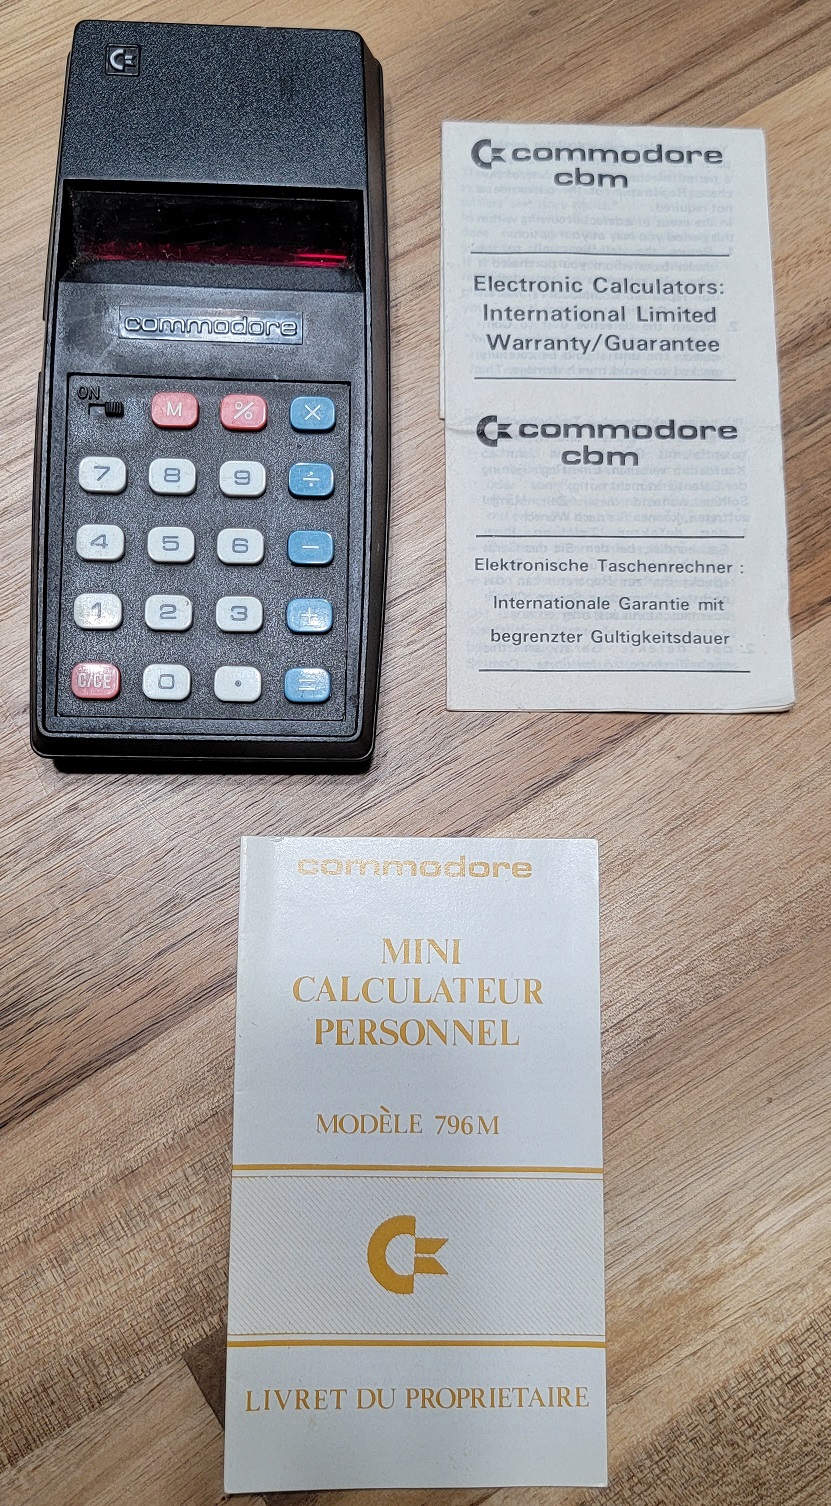 commodore
ON M % ×
7 8 9 ÷
4 5 6 −
1 2 3 +
C/CE 0 . =
commodore
cbm
Electronic Calculators:
International Limited
Warranty/Guarantee
commodore
cbm
Elektronische Taschenrechner :
Internationale Garantie mit
begrenzter Gultigkeitsdauer
commodore
MINI
CALCULATEUR
PERSONNEL
MODÈLE 796M
LIVRET DU PROPRIETAIRE